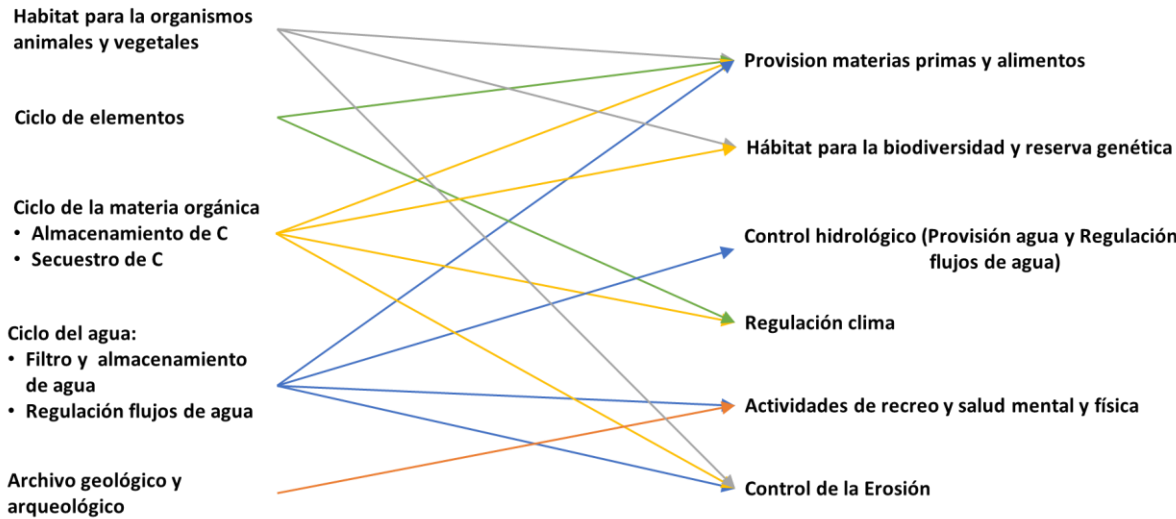 Habitat para la organismos
animales y vegetales
Ciclo de elementos
Ciclo de la materia orgánica
• Almacenamiento de C
• Secuestro de C
Ciclo del agua:
• Filtro y almacenamiento
de agua
• Regulación flujos de agua
Archivo geológico y
arqueológico
Provision materias primas y alimentos
Hábitat para la biodiversidad y reserva genética
Control hidrológico (Provisión agua y Regulación
flujos de agua)
Regulación clima
Actividades de recreo y salud mental y física
Control de la Erosión